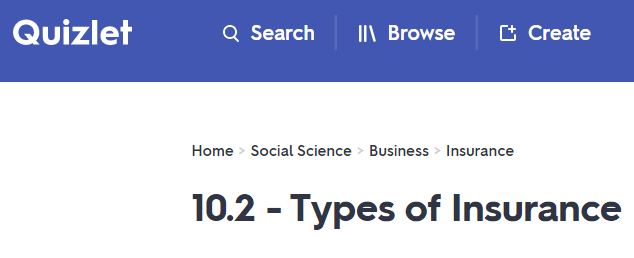 Quizlet Search Browse Create
Home > Social Science > Business > Insurance
10.2 - Types of Insurance